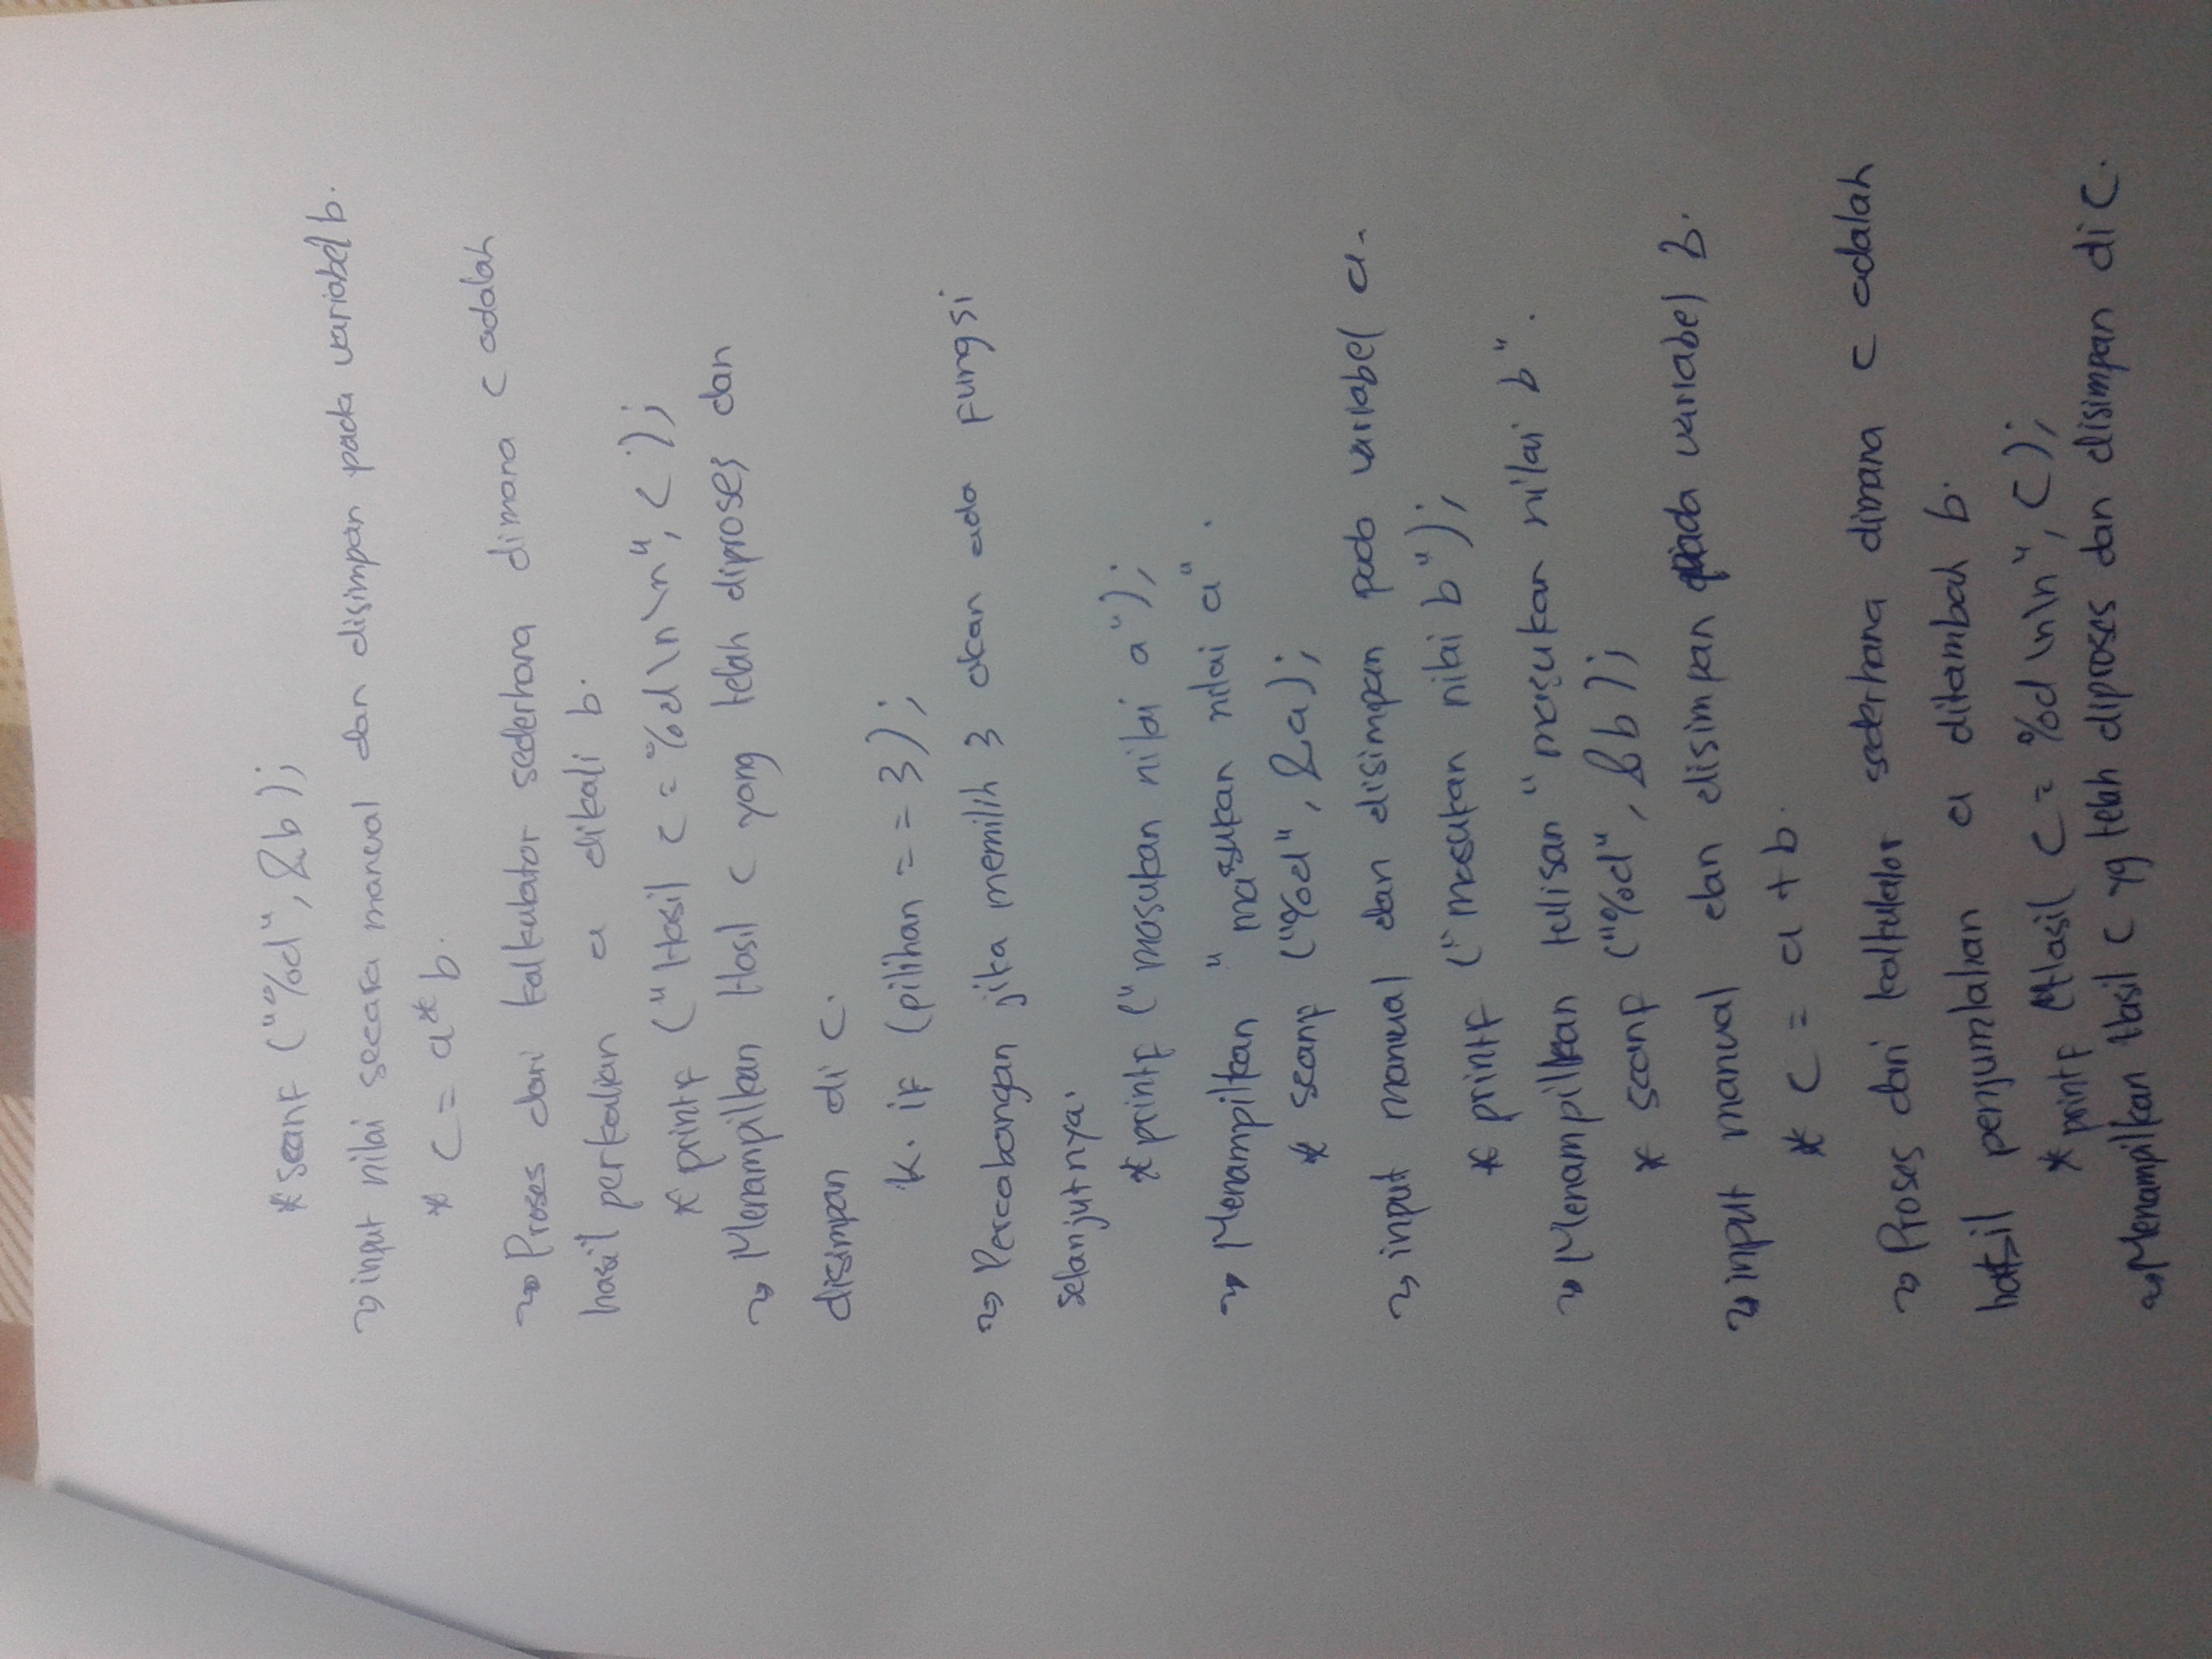 * scanf ("%d", &b);
→ input nilai secara manual dan disimpan pada variabel b.
* c = a * b.
→ Proses dari kalkulator sederhana dimana c adalah
hasil perkalian a dikali b.
* printf ("Hasil c = %d\n\n", c);
→ Menampilkan Hasil c yang telah diproses dan
disimpan di c.
K. if (pilihan == 3);
→ Percabangan jika memilih 3 akan ada fungsi
selanjutnya.
* printf ("masukan nilai a");
→ Menampilkan "masukan nilai a".
* scanf ("%d", &a);
→ input manual dan disimpan pada variabel a.
* printf ("masukan nilai b");
→ Menampilkan tulisan "masukan nilai b".
* scanf ("%d", &b);
→ input manual dan disimpan pada variabel b.
* c = a + b.
→ Proses dari kalkulator sederhana dimana c adalah
hasil penjumlahan a ditambah b.
* printf ("Hasil c = %d\n\n", c);
→ Menampilkan Hasil c yg telah diproses dan disimpan di c.